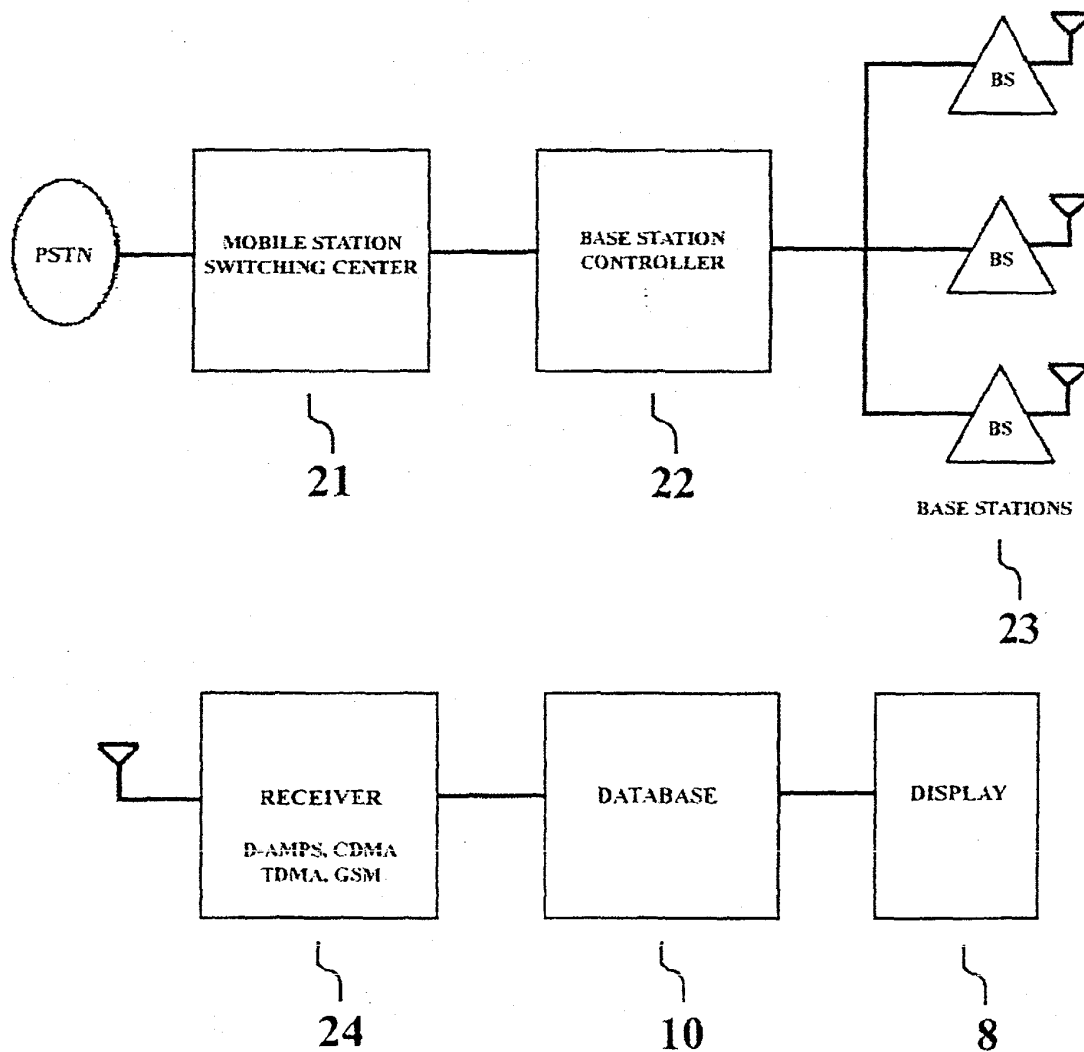 BS
PSTN
MOBILE STATION
SWITCHING CENTER
BASE STATION
CONTROLLER
BS
BS
21
22
BASE STATIONS
23
RECEIVER
D-AMPS, CDMA
TDMA, GSM
DATABASE
DISPLAY
24
10
8